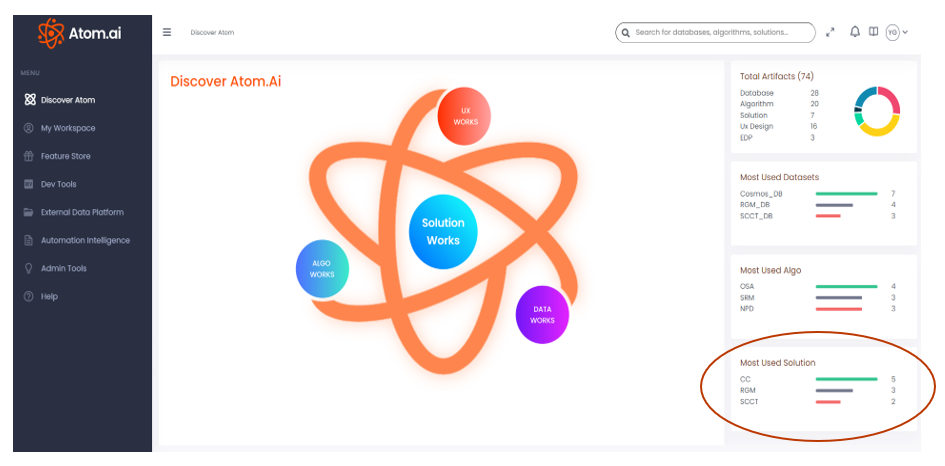 Atom.ai
Discover Atom
Search for databases, algorithms, solutions...
YG
MENU
Discover Atom
My Workspace
Feature Store
Dev Tools
External Data Platform
Automation Intelligence
Admin Tools
Help
Discover Atom.Ai
UX
WORKS
Solution
Works
ALGO
WORKS
DATA
WORKS
Total Artifacts (74)
Database 28
Algorithm 20
Solution 7
Ux Design 16
EDP 3
Most Used Datasets
Cosmos_DB 7
RGM_DB 4
SCCT_DB 3
Most Used Algo
OSA 4
SRM 3
NPD 3
Most Used Solution
CC 5
RGM 3
SCCT 2